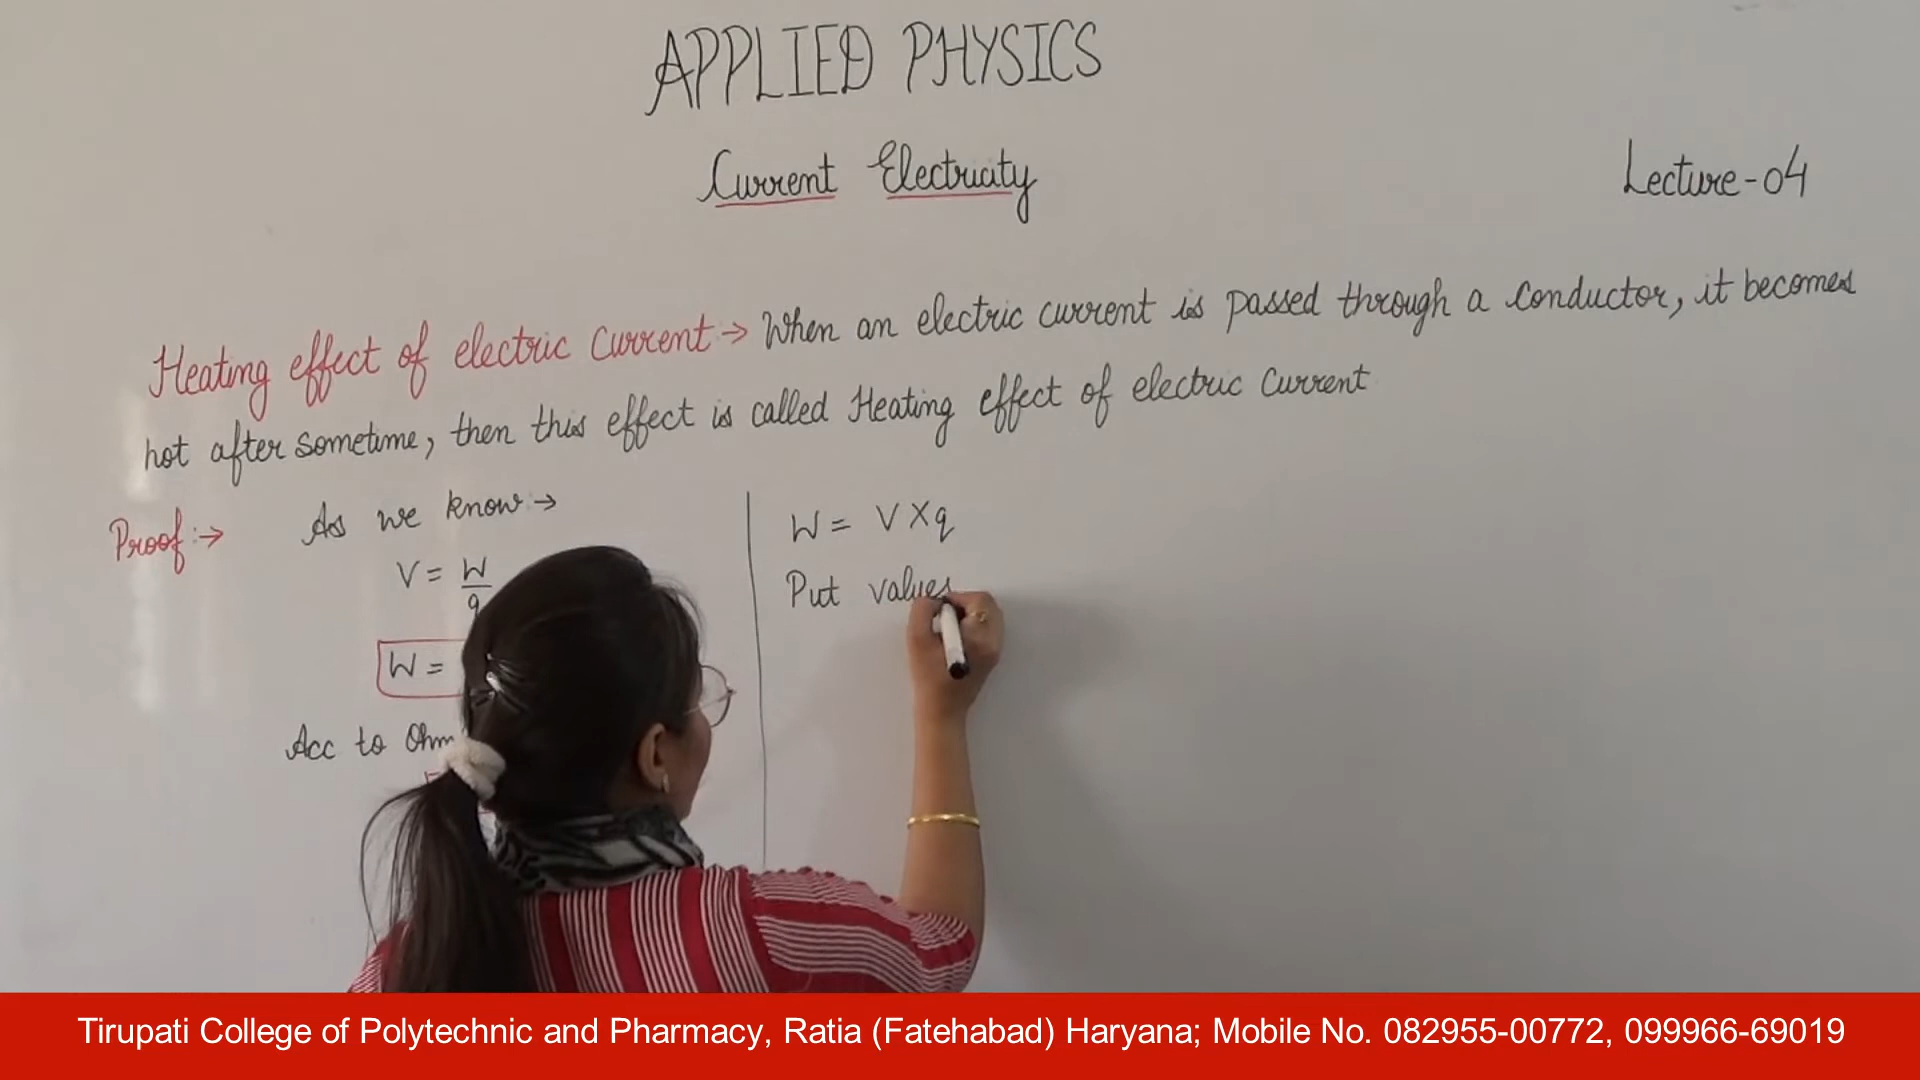 APPLIED PHYSICS
Current Electricity
Lecture-04
Heating effect of electric current → When an electric current is passed through a conductor, it becomes
hot after sometime, then this effect is called Heating effect of electric current
Proof:→ As we know:→
V = W/q
W =
Acc to Ohm
W = V X q
Put values
Tirupati College of Polytechnic and Pharmacy, Ratia (Fatehabad) Haryana; Mobile No. 082955-00772, 099966-69019